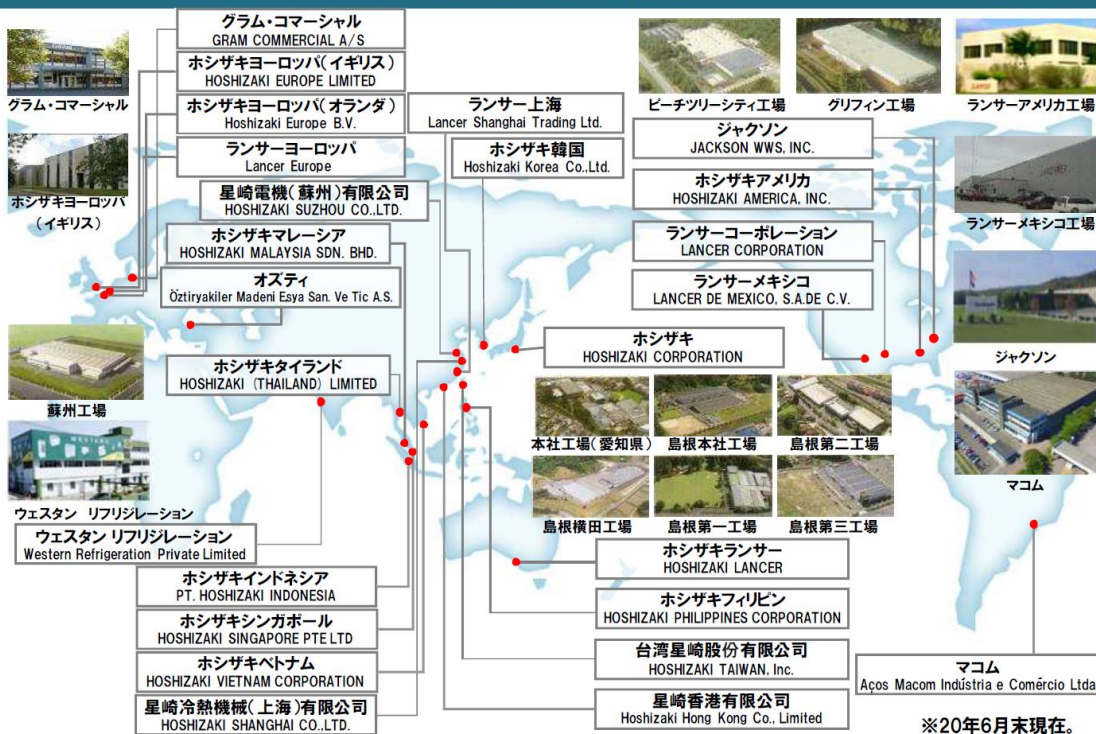 グラム・コマーシャル
GRAM COMMERCIAL A/S
ホシザキヨーロッパ(イギリス)
HOSHIZAKI EUROPE LIMITED
ホシザキヨーロッパ(オランダ)
Hoshizaki Europe B.V.
ランサーヨーロッパ
Lancer Europe
星崎電機(蘇州)有限公司
HOSHIZAKI SUZHOU CO.,LTD.
ホシザキマレーシア
HOSHIZAKI MALAYSIA SDN. BHD.
オズティ
Öztiryakiler Madeni Esya San. Ve Tic A.S.
ホシザキタイランド
HOSHIZAKI (THAILAND) LIMITED
グラム・コマーシャル
ホシザキヨーロッパ
(イギリス)
蘇州工場
ウェスタン リフリジレーション
ウェスタン リフリジレーション
Western Refrigeration Private Limited
ホシザキインドネシア
PT. HOSHIZAKI INDONESIA
ホシザキシンガポール
HOSHIZAKI SINGAPORE PTE LTD
ホシザキベトナム
HOSHIZAKI VIETNAM CORPORATION
星崎冷熱機械(上海)有限公司
HOSHIZAKI SHANGHAI CO.,LTD.
ランサー上海
Lancer Shanghai Trading Ltd.
ホシザキ韓国
Hoshizaki Korea Co.,Ltd.
ホシザキ
HOSHIZAKI CORPORATION
本社工場(愛知県)
島根本社工場
島根第二工場
島根横田工場
島根第一工場
島根第三工場
ホシザキランサー
HOSHIZAKI LANCER
ホシザキフィリピン
HOSHIZAKI PHILIPPINES CORPORATION
台湾星崎股份有限公司
HOSHIZAKI TAIWAN, Inc.
星崎香港有限公司
Hoshizaki Hong Kong Co., Limited
ピーチツリーシティ工場
グリフィン工場
ランサーアメリカ工場
ジャクソン
JACKSON WWS, INC.
ホシザキアメリカ
HOSHIZAKI AMERICA, INC.
ランサーコーポレーション
LANCER CORPORATION
ランサーメキシコ
LANCER DE MEXICO, S.A.DE C.V.
ランサーメキシコ工場
ジャクソン
マコム
マコム
Aços Macom Indústria e Comércio Ltda
※20年6月末現在。